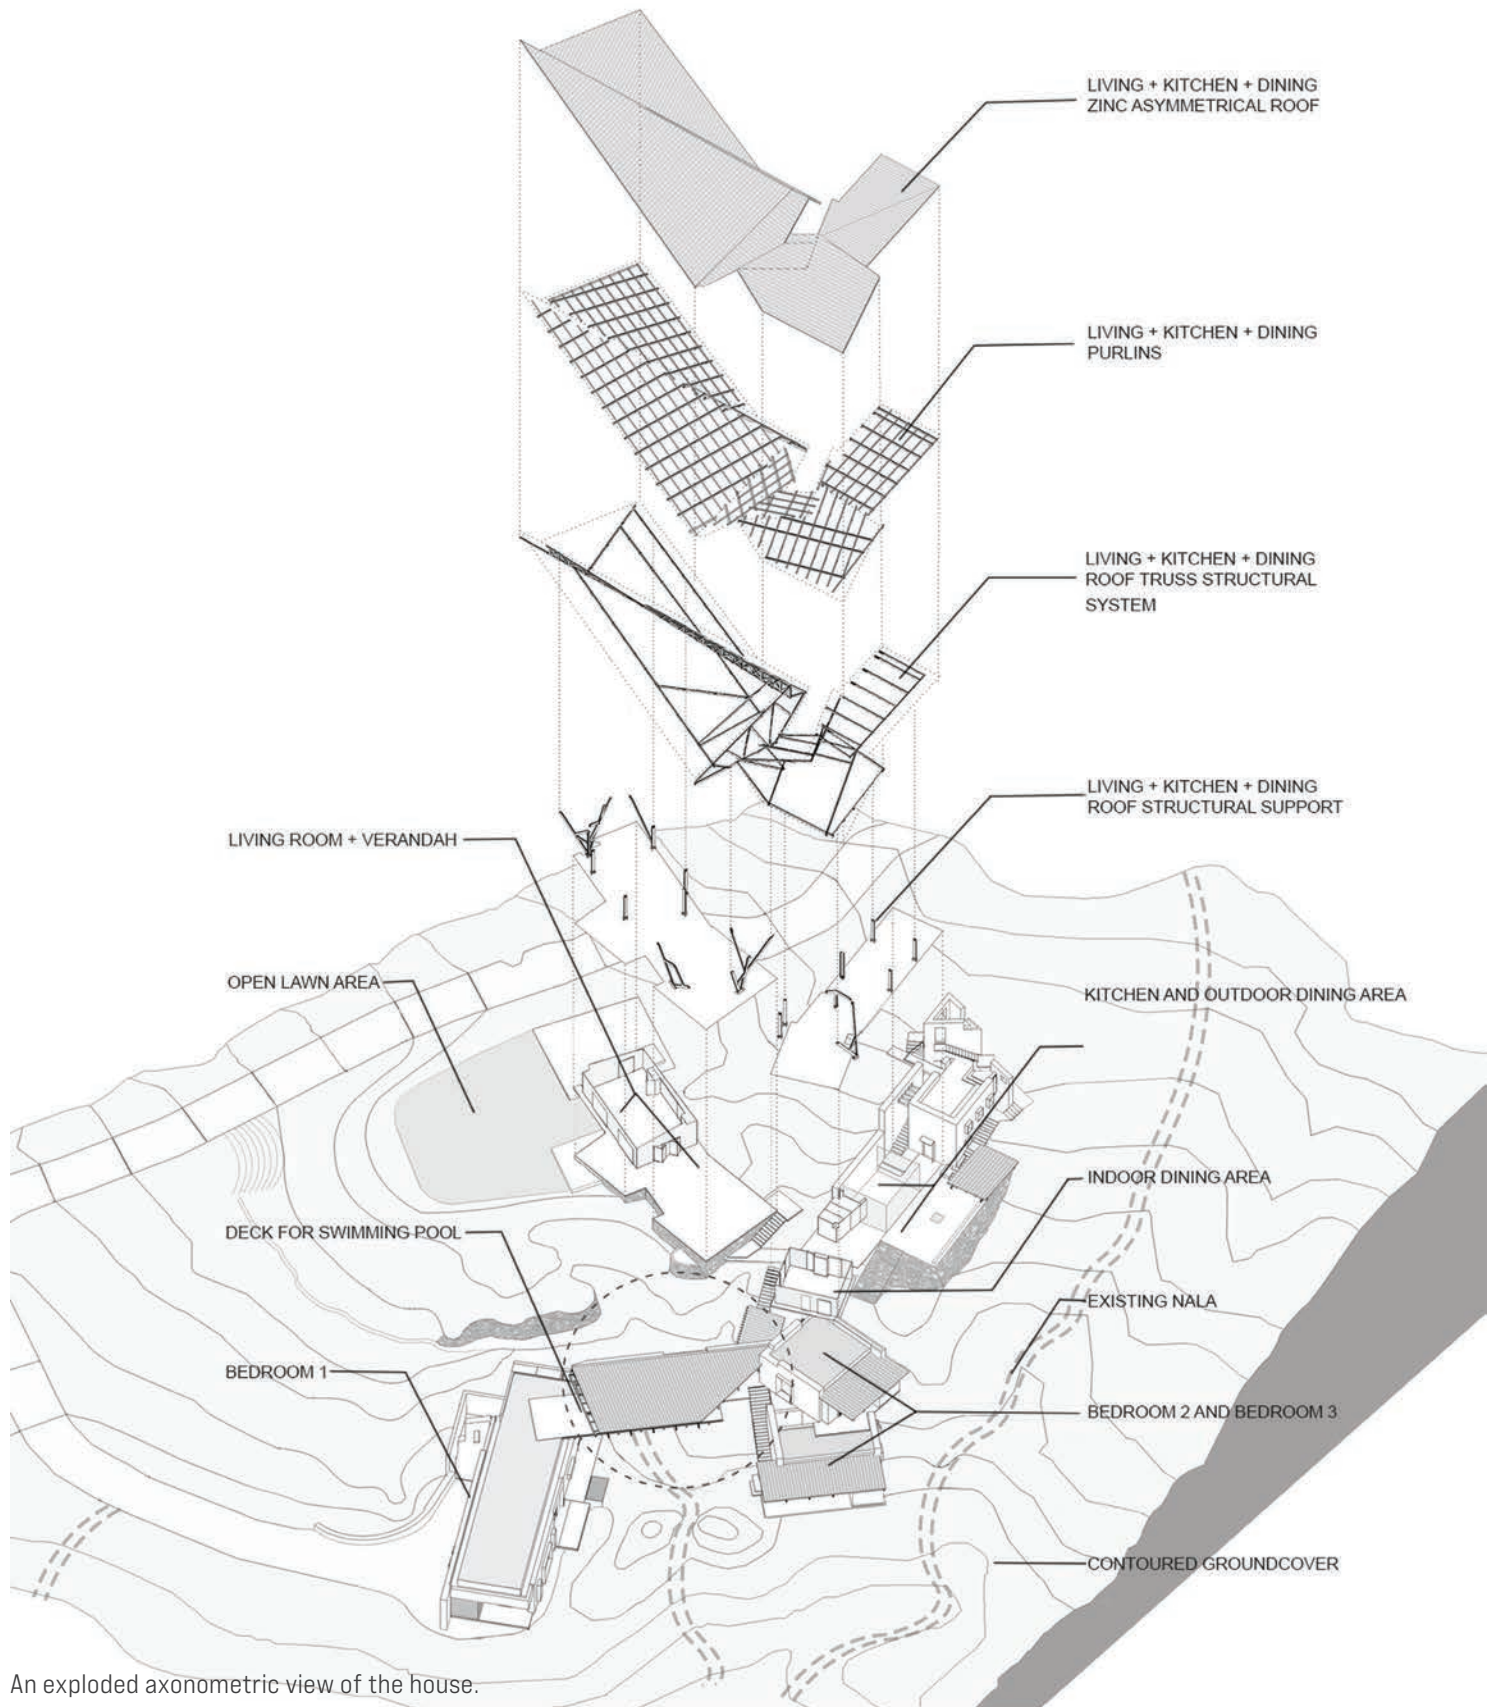 LIVING + KITCHEN + DINING
ZINC ASYMMETRICAL ROOF
LIVING + KITCHEN + DINING
PURLINS
LIVING + KITCHEN + DINING
ROOF TRUSS STRUCTURAL
SYSTEM
LIVING + KITCHEN + DINING
ROOF STRUCTURAL SUPPORT
LIVING ROOM + VERANDAH
OPEN LAWN AREA
KITCHEN AND OUTDOOR DINING AREA
INDOOR DINING AREA
DECK FOR SWIMMING POOL
EXISTING NALA
BEDROOM 1
BEDROOM 2 AND BEDROOM 3
CONTOURED GROUNDCOVER
An exploded axonometric view of the house.